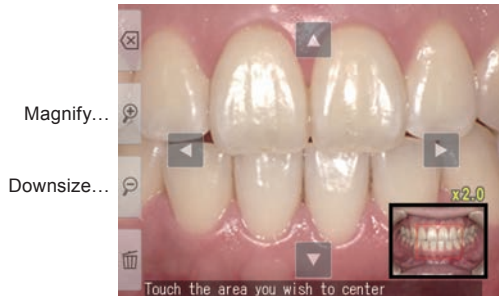 Magnify…
Downsize…
x2.0
Touch the area you wish to center